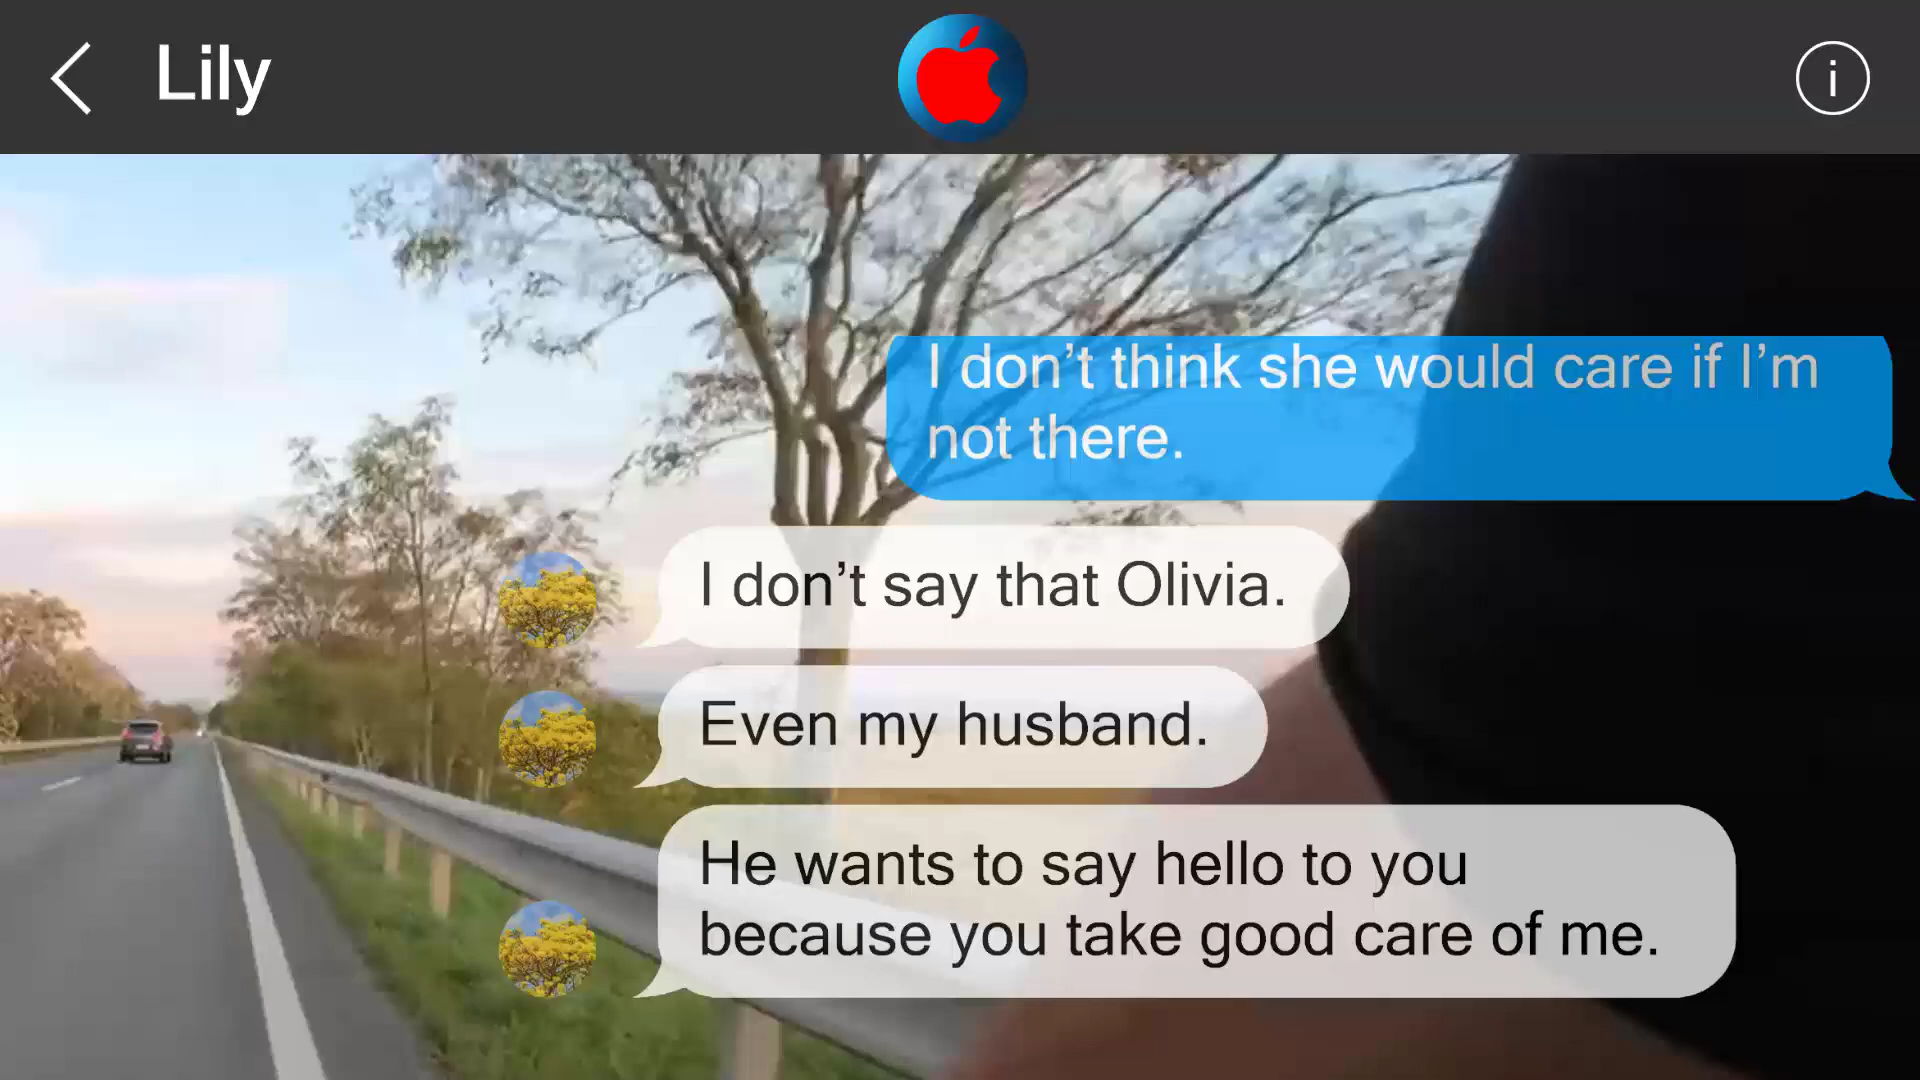 Lily
i
I don’t think she would care if I’m
not there.
I don’t say that Olivia.
Even my husband.
He wants to say hello to you
because you take good care of me.